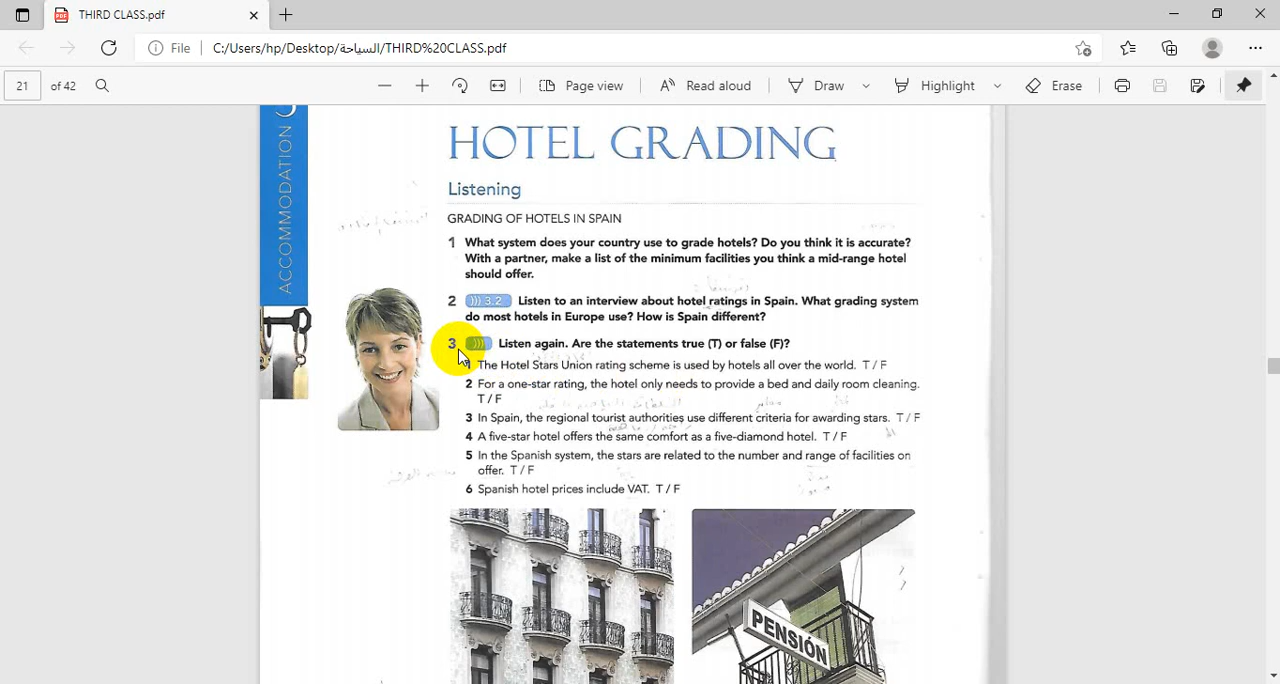 THIRD CLASS.pdf
File C:/Users/hp/Desktop/السياحة/THIRD%20CLASS.pdf
21 of 42 Page view Read aloud Draw Highlight Erase
ACCOMMODATION
HOTEL GRADING
Listening
GRADING OF HOTELS IN SPAIN
1 What system does your country use to grade hotels? Do you think it is accurate?
With a partner, make a list of the minimum facilities you think a mid-range hotel
should offer.
2 ))) 3.2 Listen to an interview about hotel ratings in Spain. What grading system
do most hotels in Europe use? How is Spain different?
3 ))) Listen again. Are the statements true (T) or false (F)?
1 The Hotel Stars Union rating scheme is used by hotels all over the world. T / F
2 For a one-star rating, the hotel only needs to provide a bed and daily room cleaning.
T / F
3 In Spain, the regional tourist authorities use different criteria for awarding stars. T / F
4 A five-star hotel offers the same comfort as a five-diamond hotel. T / F
5 In the Spanish system, the stars are related to the number and range of facilities on
offer. T / F
6 Spanish hotel prices include VAT. T / F
PENSIÓN